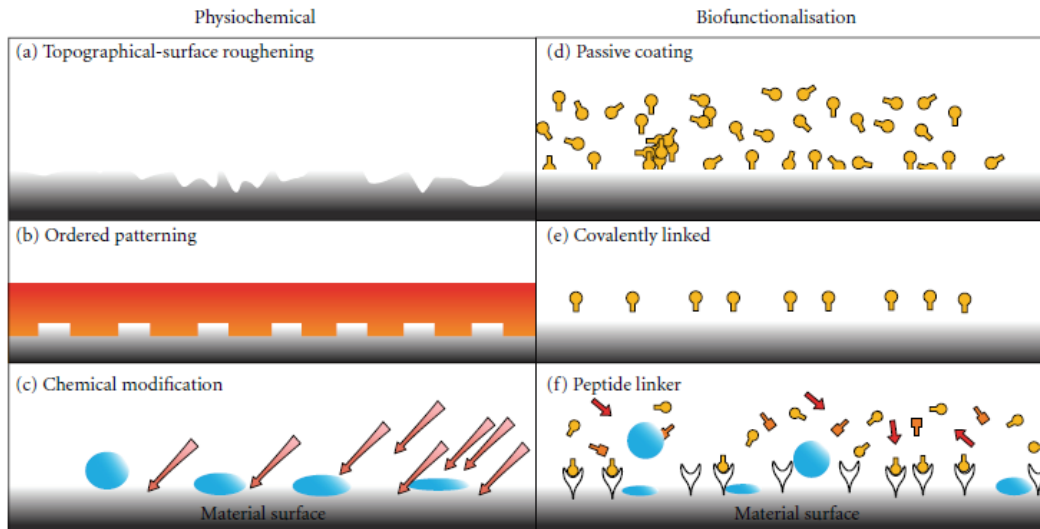 Physiochemical
Biofunctionalisation
(a) Topographical-surface roughening
(d) Passive coating
(b) Ordered patterning
(e) Covalently linked
(c) Chemical modification
(f) Peptide linker
Material surface
Material surface